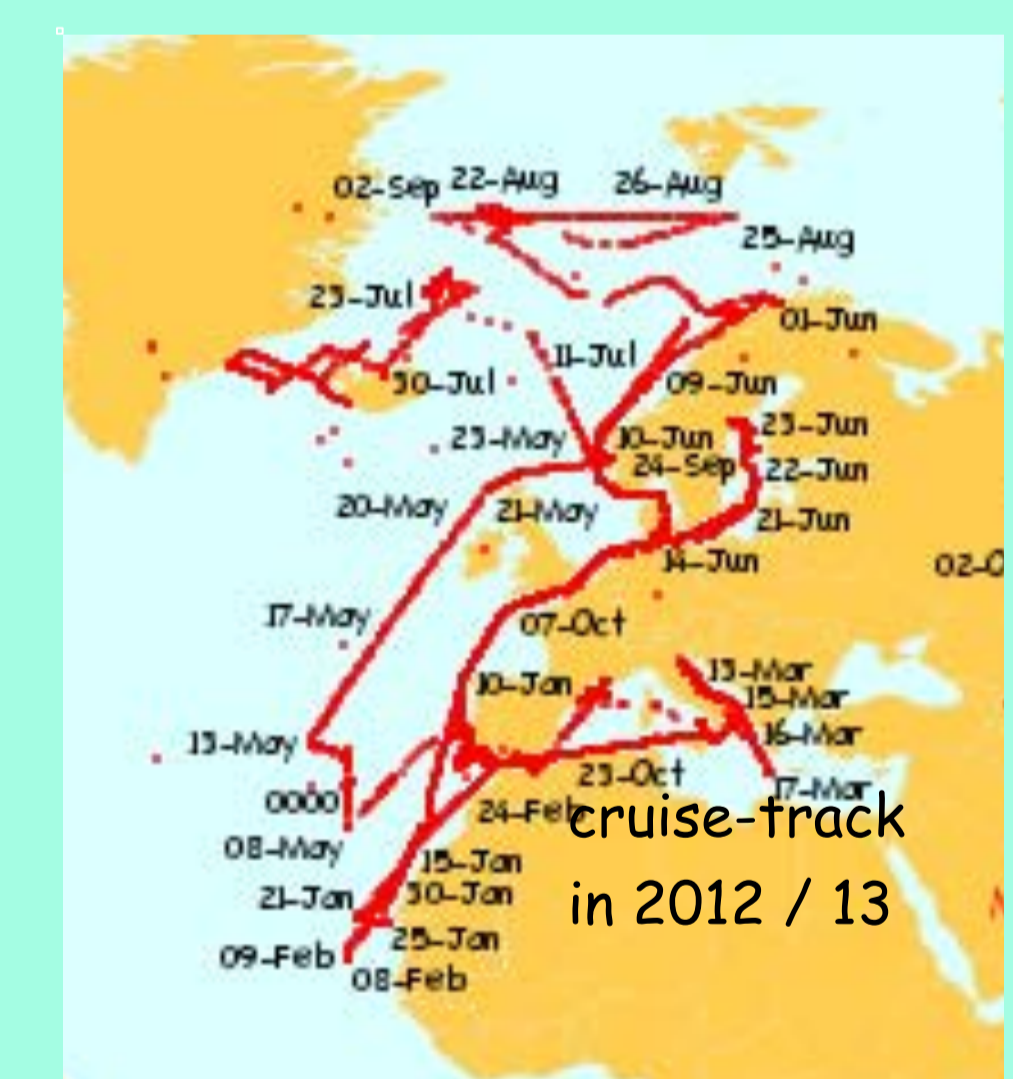 02-Sep 22-Aug 26-Aug
25-Aug
23-Jul
01-Jun
11-Jul
30-Jul
09-Jun
23-May
10-Jun
23-Jun
24-Sep
22-Jun
20-May
21-May
21-Jun
14-Jun
02-O
17-May
07-Oct
10-Jan
13-Mar
15-Mar
13-May
16-Mar
23-Oct
17-Mar
0000
24-Feb
cruise-track
08-May
15-Jan
21-Jan
30-Jan
in 2012 / 13
25-Jan
09-Feb
08-Feb